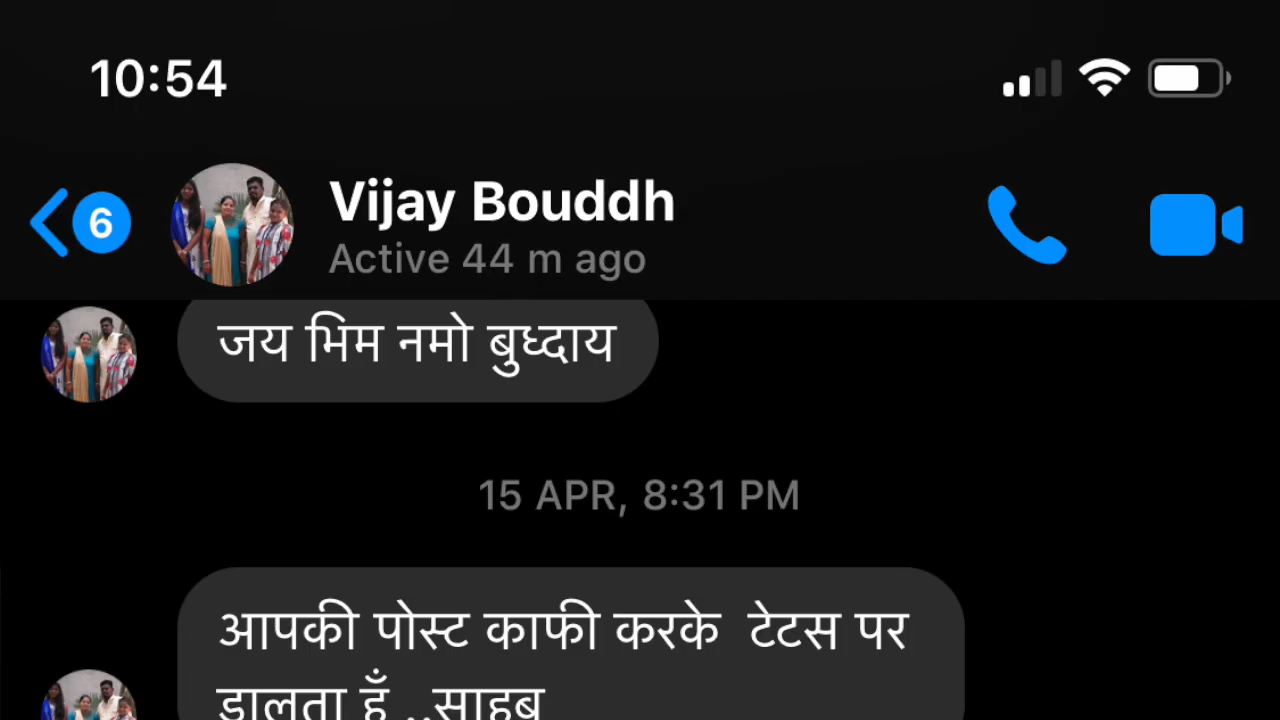 10:54
6
Vijay Bouddh
Active 44 m ago
जय भिम नमो बुध्दाय
15 APR, 8:31 PM
आपकी पोस्ट काफी करके  टेटस पर
डालता हूँ ..साहब